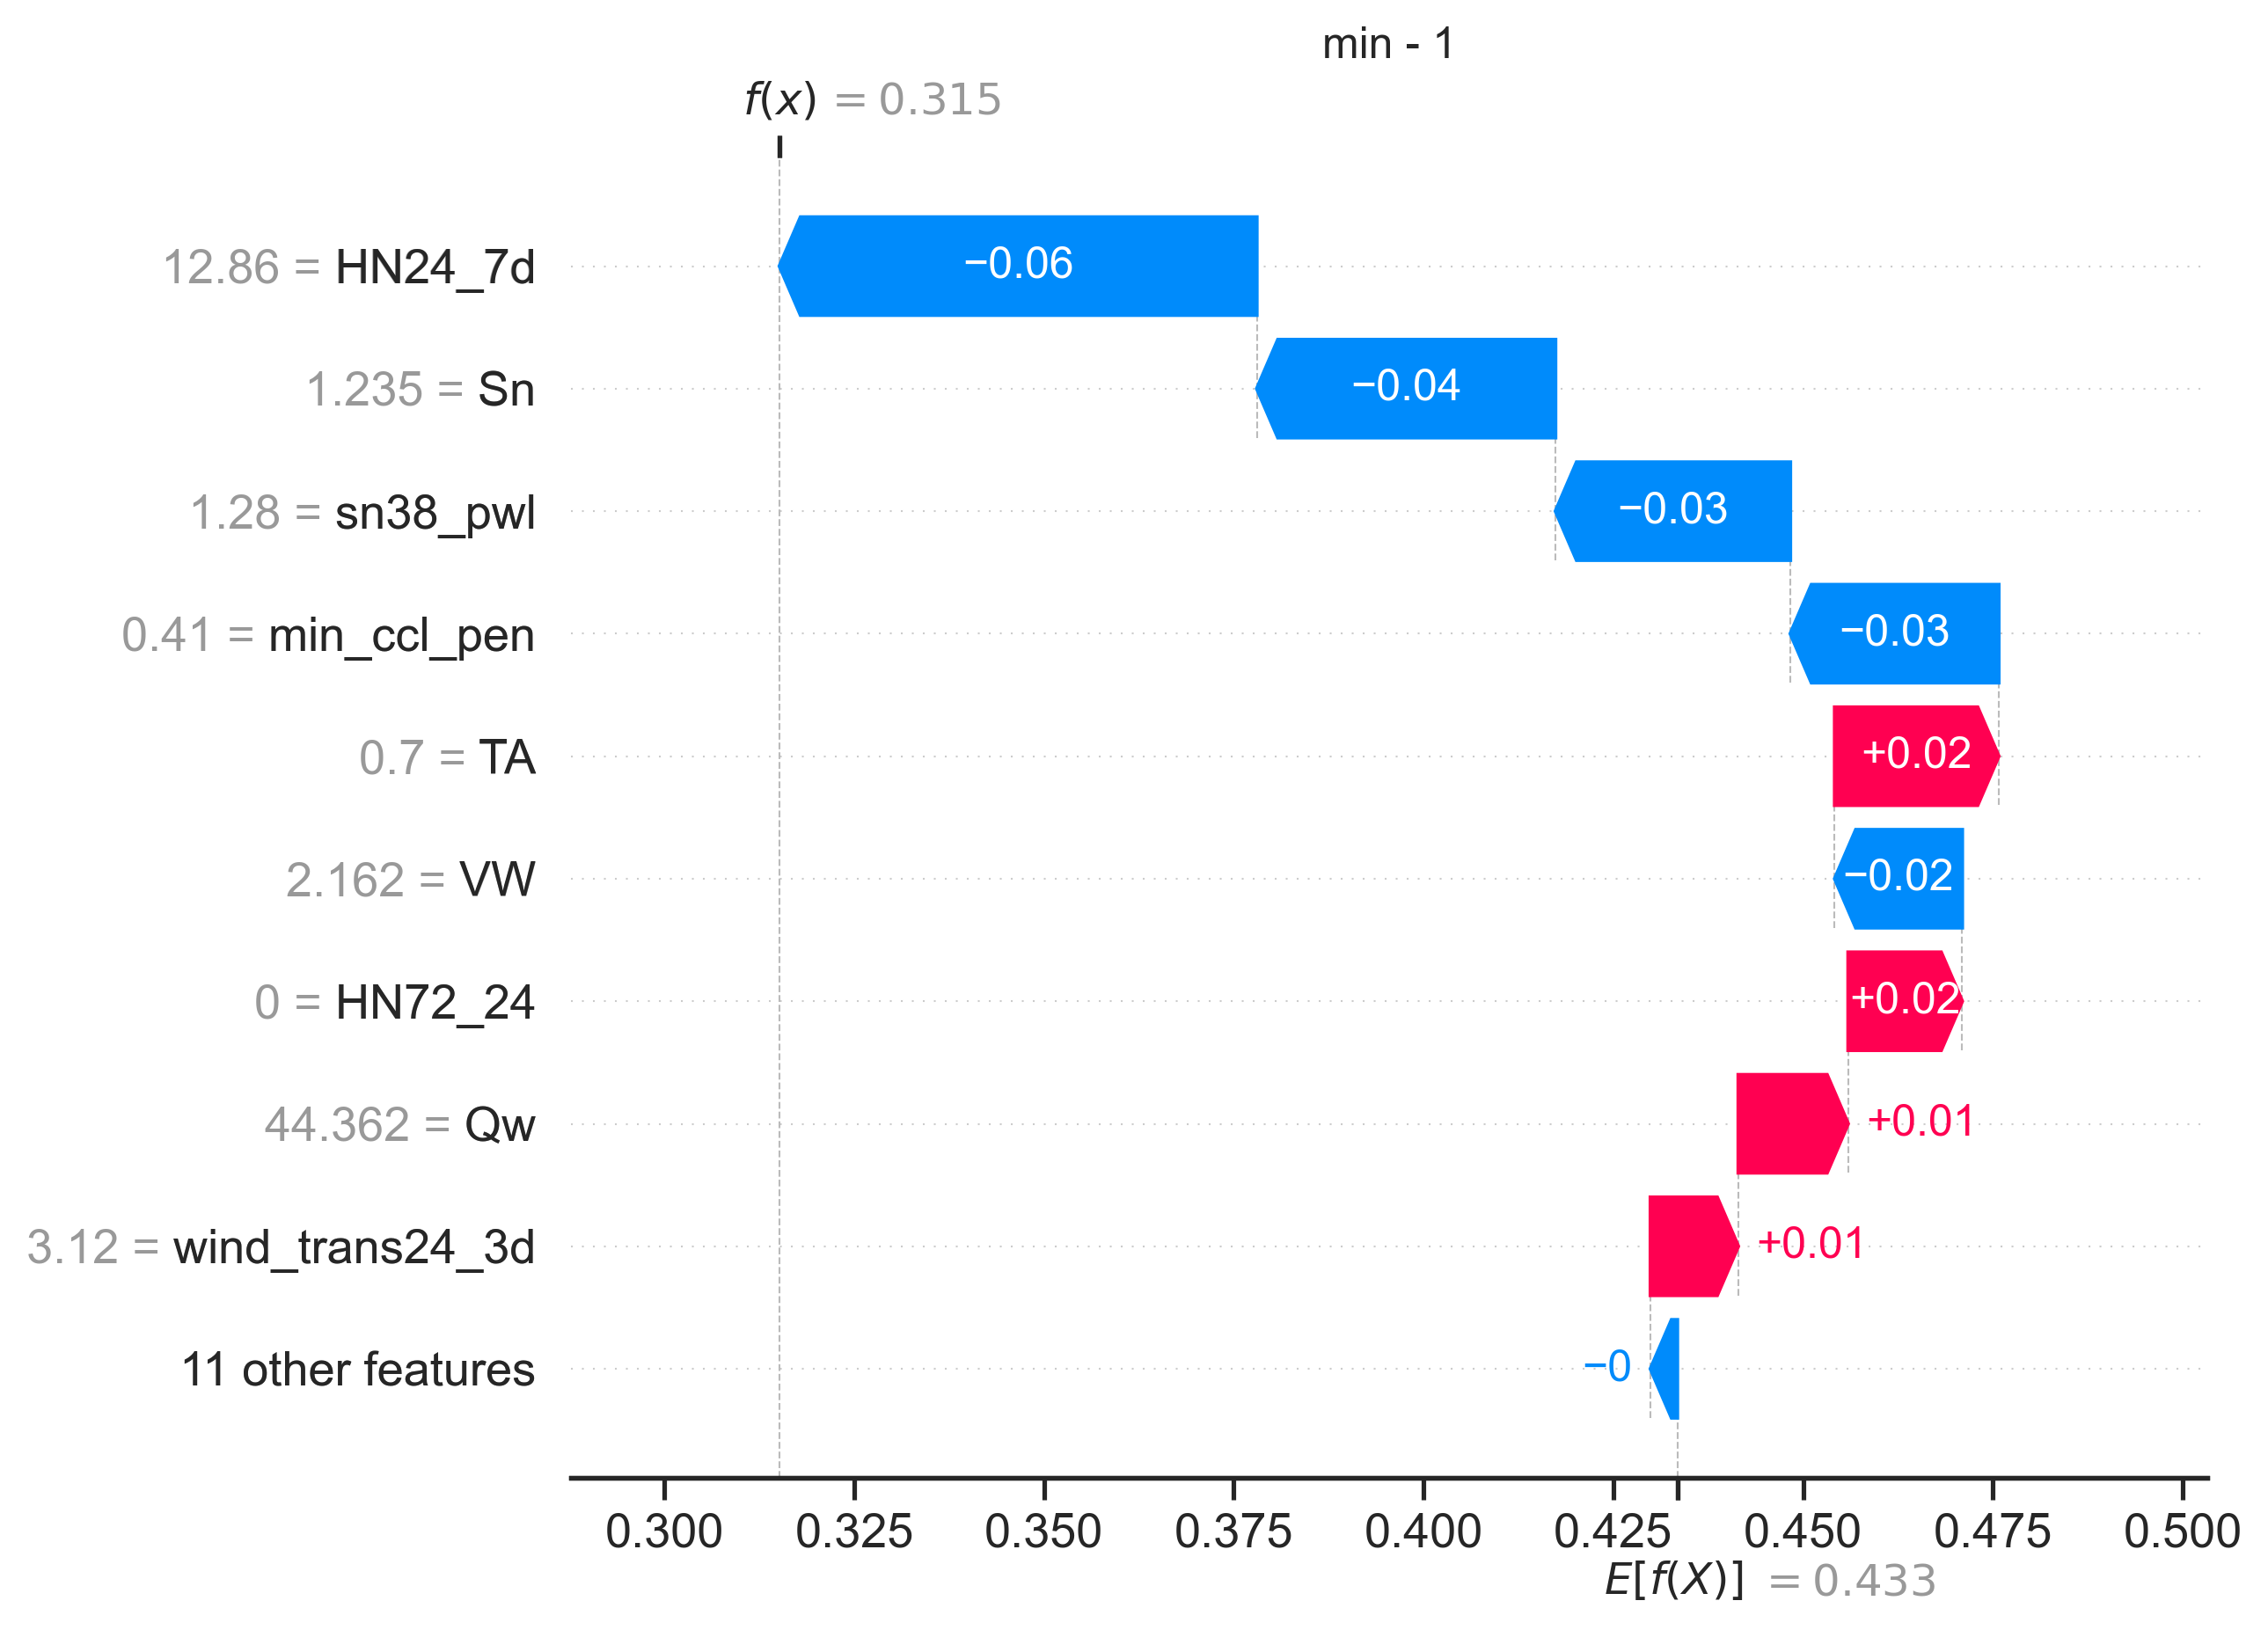 min - 1
f(x) = 0.315
12.86 = HN24_7d
−0.06
1.235 = Sn
−0.04
1.28 = sn38_pwl
−0.03
0.41 = min_ccl_pen
−0.03
0.7 = TA
+0.02
2.162 = VW
−0.02
0 = HN72_24
+0.02
44.362 = Qw
+0.01
3.12 = wind_trans24_3d
+0.01
11 other features
−0
0.300 0.325 0.350 0.375 0.400 0.425 0.450 0.475 0.500
E[f(X)] = 0.433